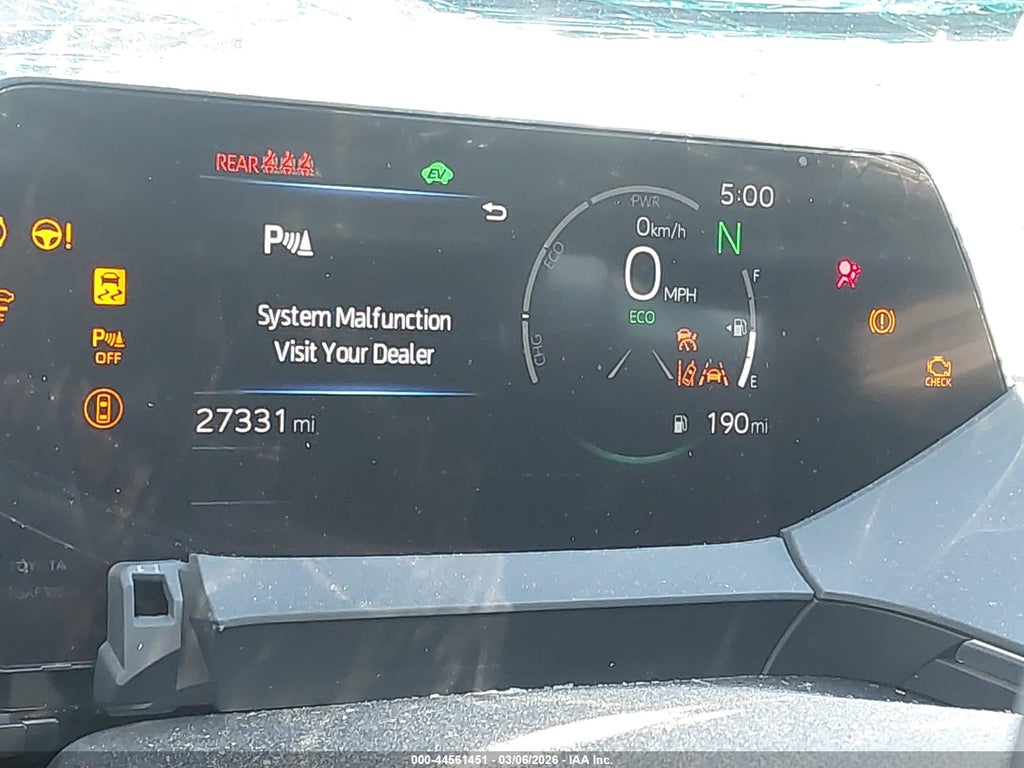 REAR
EV
PWR
5:00
0km/h
N
ECO
0
MPH
F
P
System Malfunction
ECO
P
OFF
Visit Your Dealer
CHG
E
CHECK
27331 mi
190mi
000-44561451 - 03/06/2026 - IAA Inc.